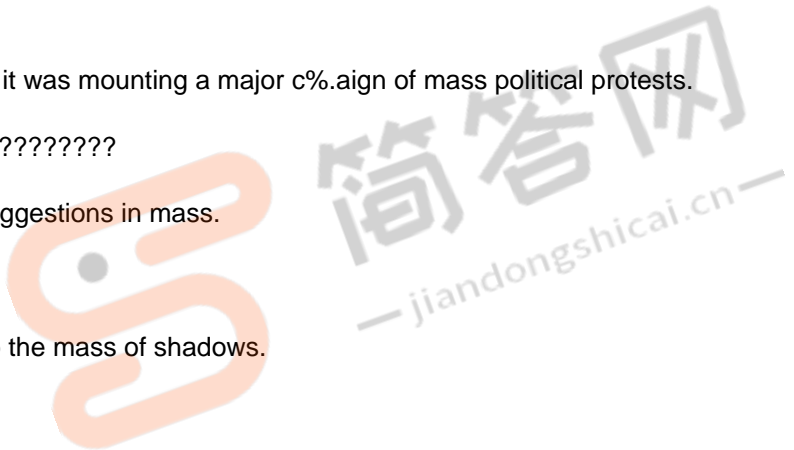 it was mounting a major c%.aign of mass political protests.
?????????
ggestions in mass.
the mass of shadows.
简答网
jiandongshicai.cn